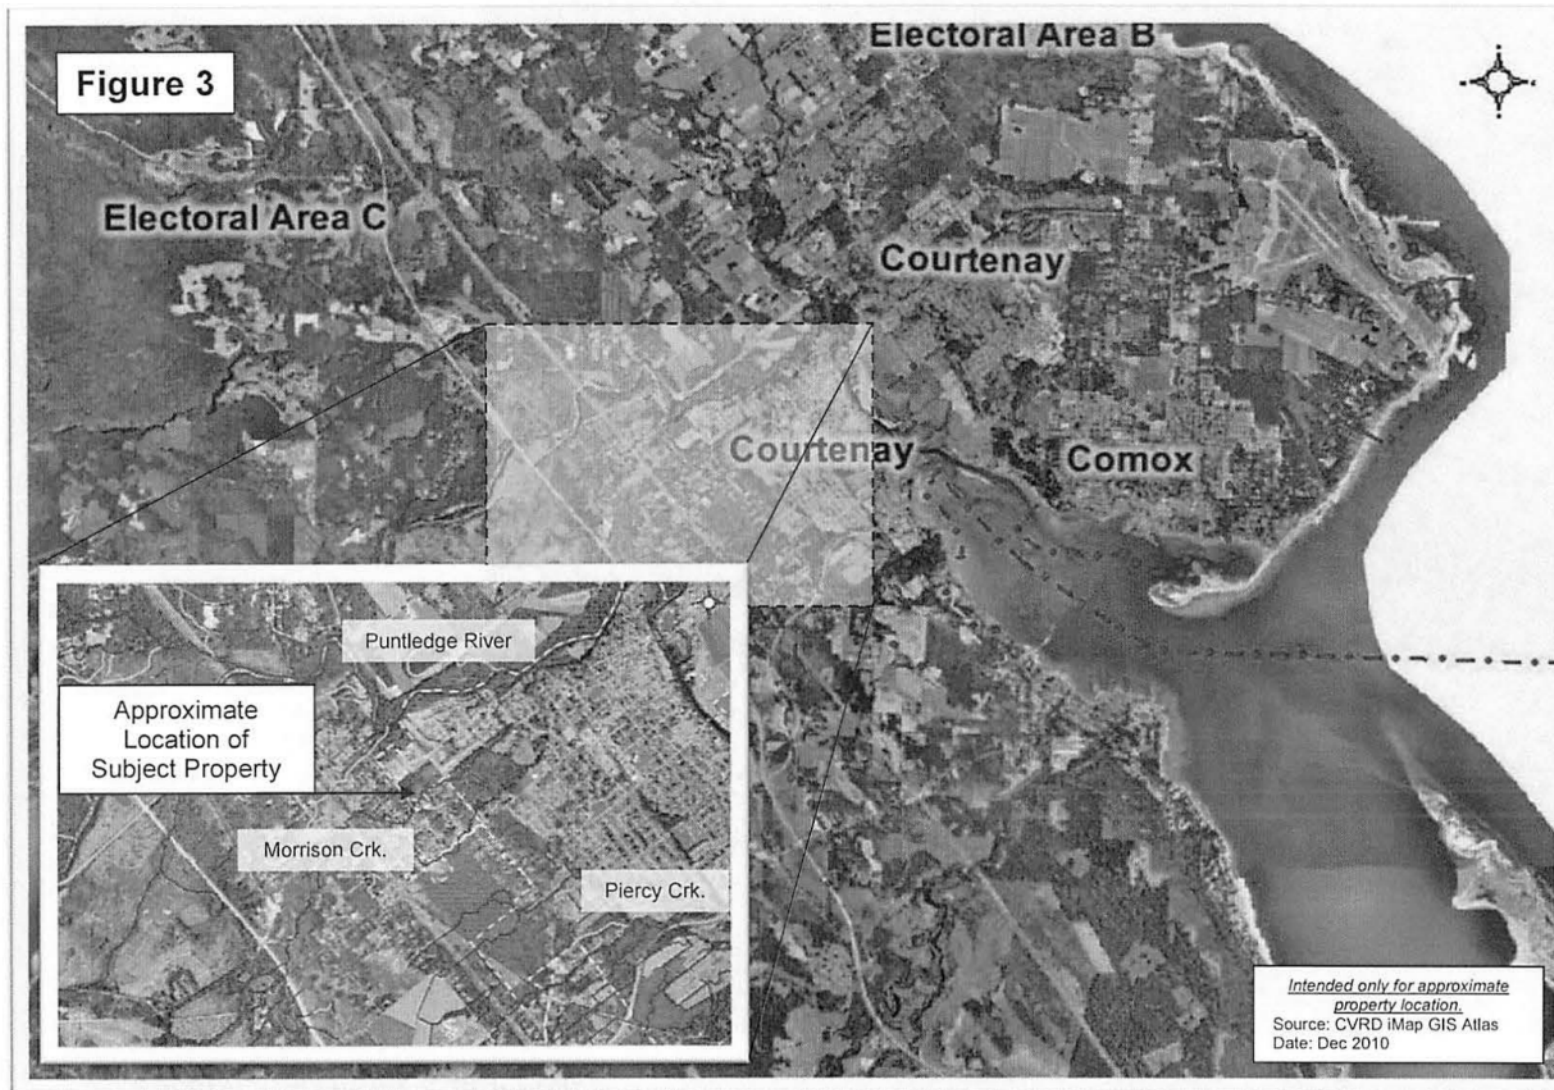 Electoral Area B
Figure 3
Electoral Area C
Courtenay
Courtenay
Comox
Puntledge River
Approximate
Location of
Subject Property
Morrison Crk.
Piercy Crk.
Intended only for approximate
property location.
Source: CVRD iMap GIS Atlas
Date: Dec 2010